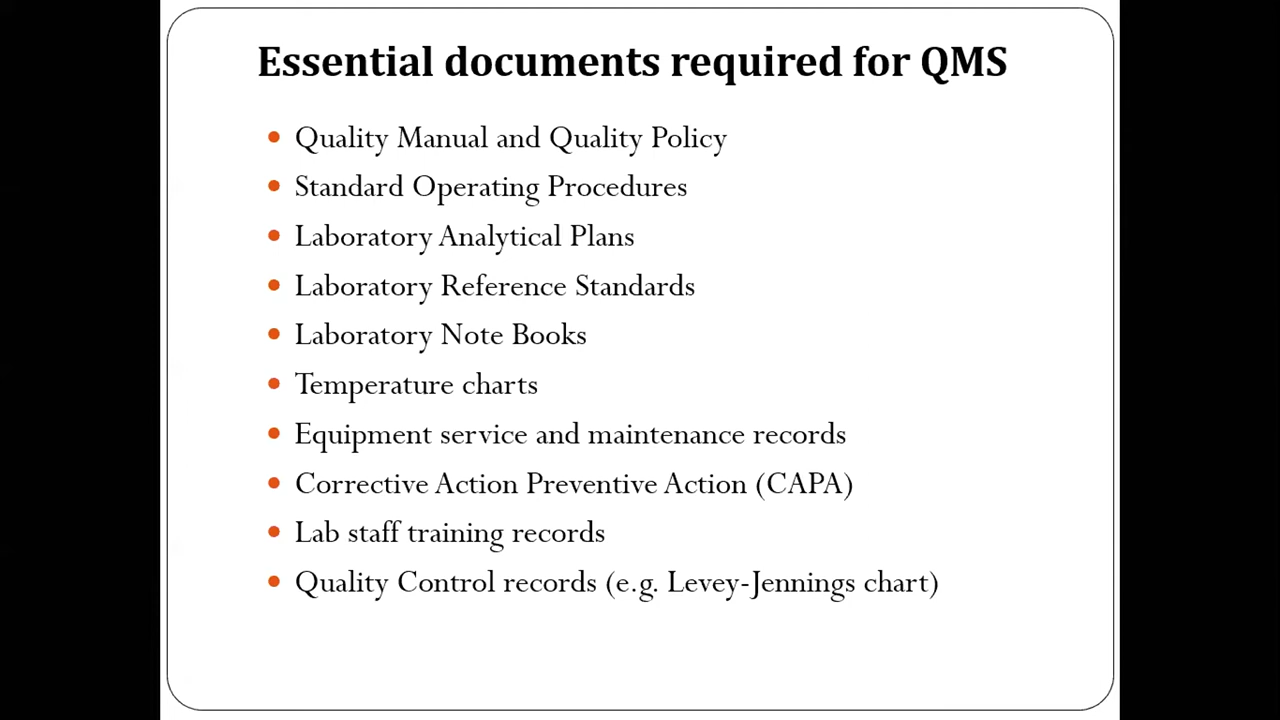 Essential documents required for QMS
Quality Manual and Quality Policy
Standard Operating Procedures
Laboratory Analytical Plans
Laboratory Reference Standards
Laboratory Note Books
Temperature charts
Equipment service and maintenance records
Corrective Action Preventive Action (CAPA)
Lab staff training records
Quality Control records (e.g. Levey-Jennings chart)